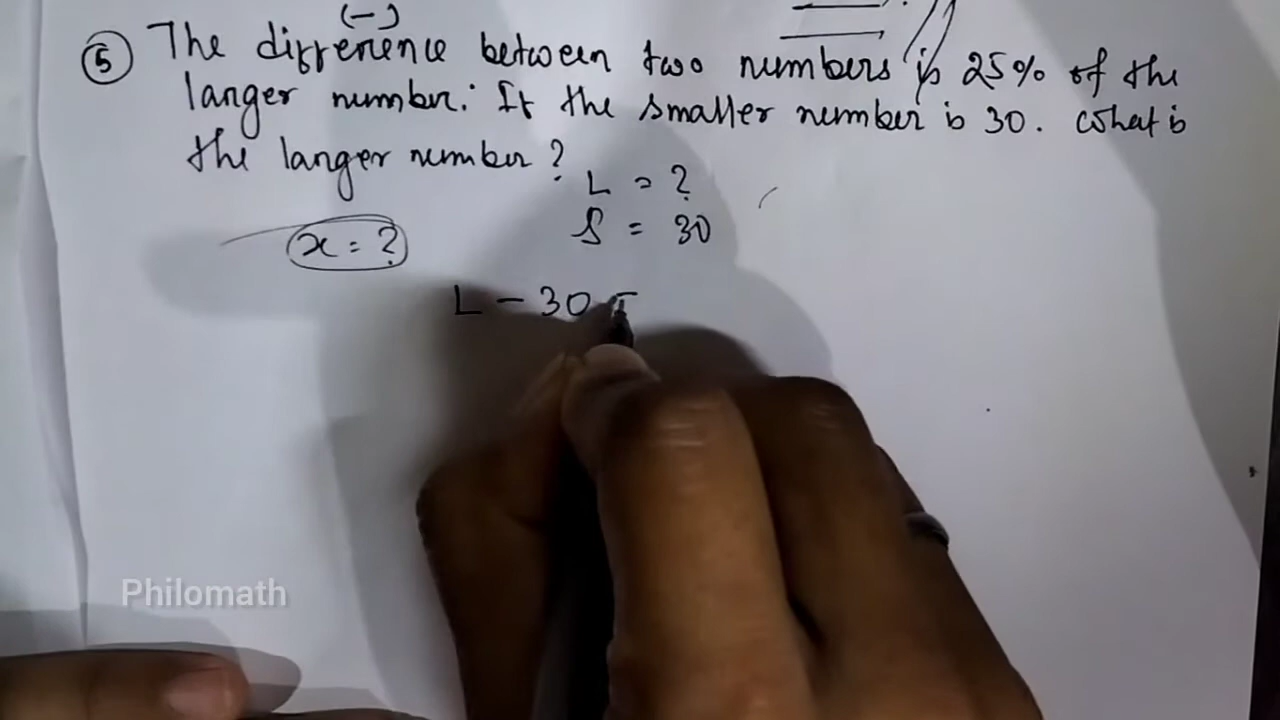 (-)
⑤ The difference between two numbers is 25% of the
larger number. If the smaller number is 30. What is
the larger number?
L = ?
S = 30
x = ?
L - 30
Philomath